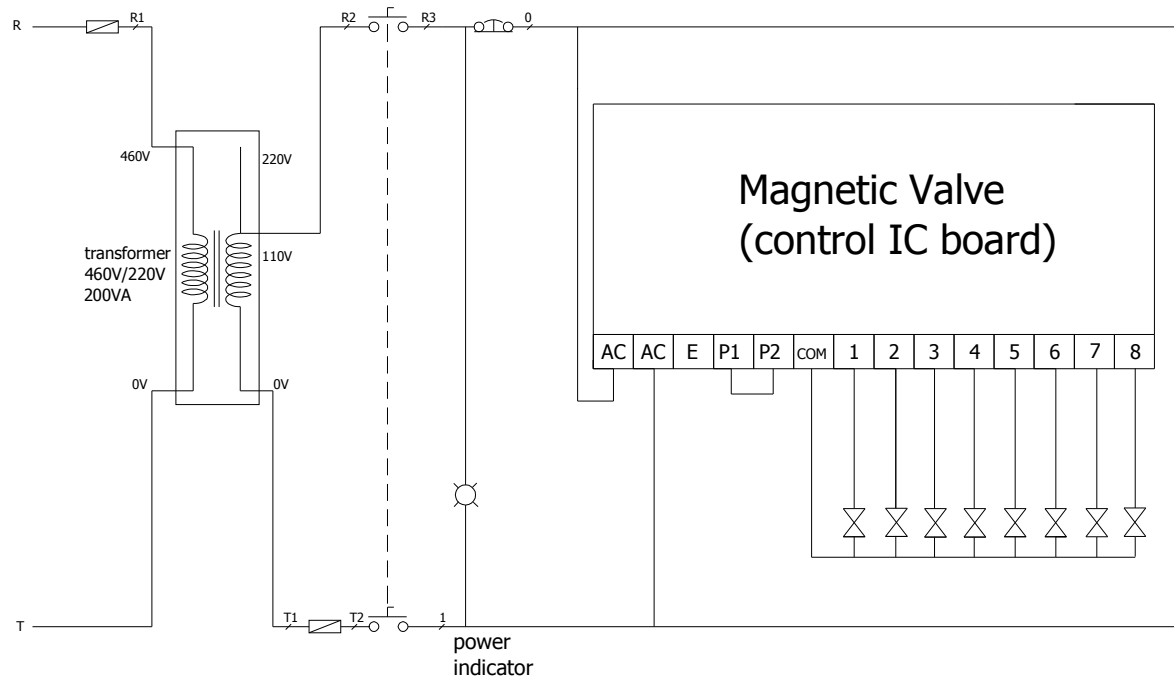 R
R1
R2
R3
0
460V
220V
Magnetic Valve
(control IC board)
transformer
460V/220V
200VA
110V
AC AC E P1 P2 COM 1 2 3 4 5 6 7 8
0V
0V
T
T1
T2
1
power
indicator